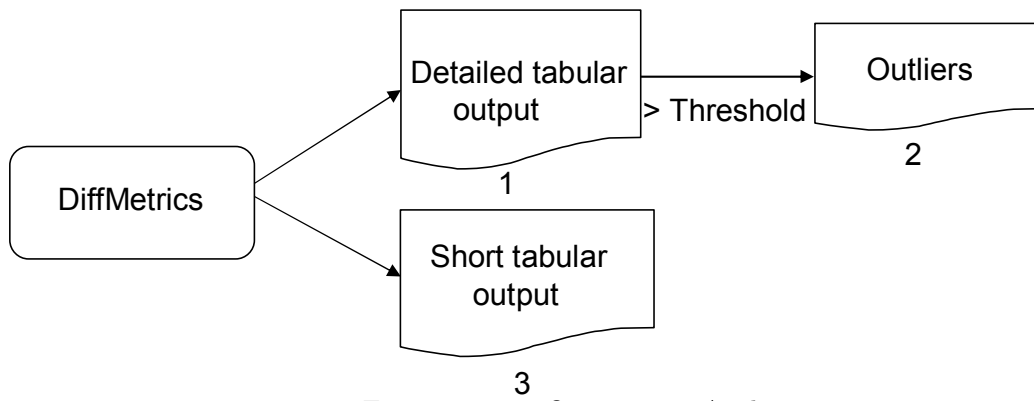 Detailed tabular
output
Outliers
> Threshold
2
1
DiffMetrics
Short tabular
output
3